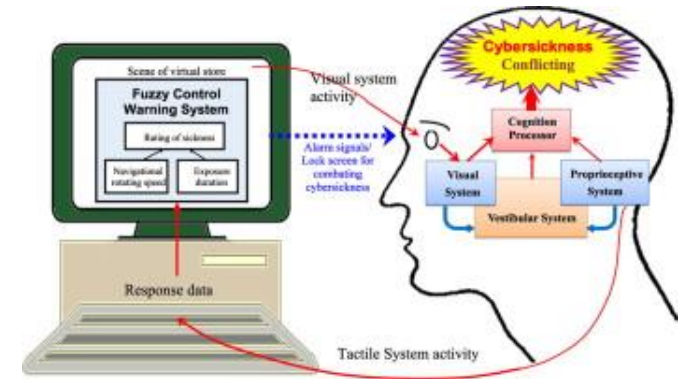 Scene of virtual store
Fuzzy Control
Warning System
Rating of sickness
Navigational
rotating speed
Exposure
duration
Response data
Visual system
activity
Alarm signals/
Lock screen for
combating
cybersickness
Cybersickness
Conflicting
Cognition
Processor
Visual
System
Proprioceptive
System
Vestibular System
Tactile System activity